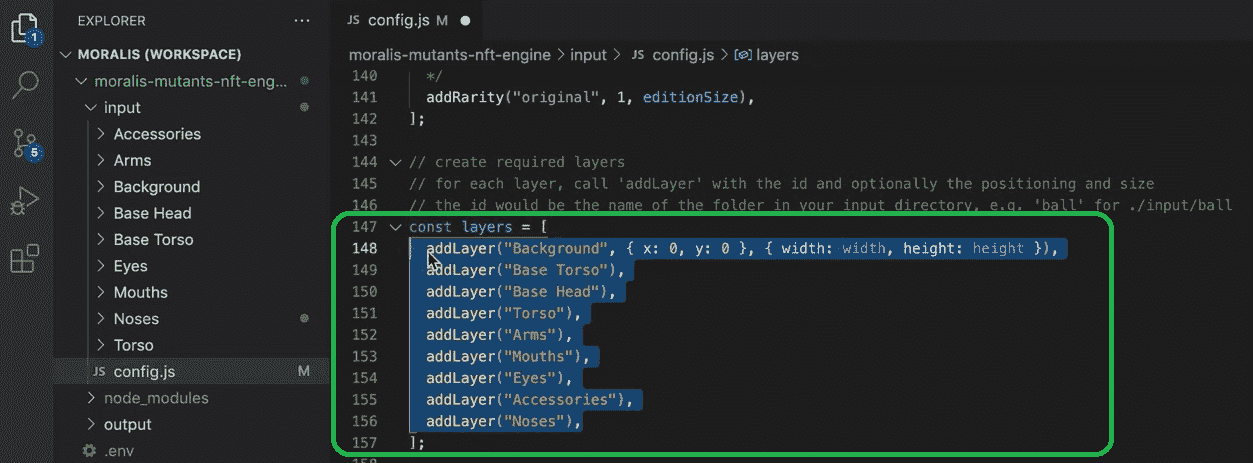 EXPLORER ...
MORALIS (WORKSPACE)
moralis-mutants-nft-eng...
input
Accessories
Arms
Background
Base Head
Base Torso
Eyes
Mouths
Noses
Torso
JS config.js M
node_modules
output
.env
1
5
JS config.js M
moralis-mutants-nft-engine > input > JS config.js > layers
140 */
141 addRarity("original", 1, editionSize),
142 ];
143
144 // create required layers
145 // for each layer, call 'addLayer' with the id and optionally the positioning and size
146 // the id would be the name of the folder in your input directory, e.g. 'ball' for ./input/ball
147 const layers = [
148 addLayer("Background", { x: 0, y: 0 }, { width: width, height: height }),
149 addLayer("Base Torso"),
150 addLayer("Base Head"),
151 addLayer("Torso"),
152 addLayer("Arms"),
153 addLayer("Mouths"),
154 addLayer("Eyes"),
155 addLayer("Accessories"),
156 addLayer("Noses"),
157 ];
158